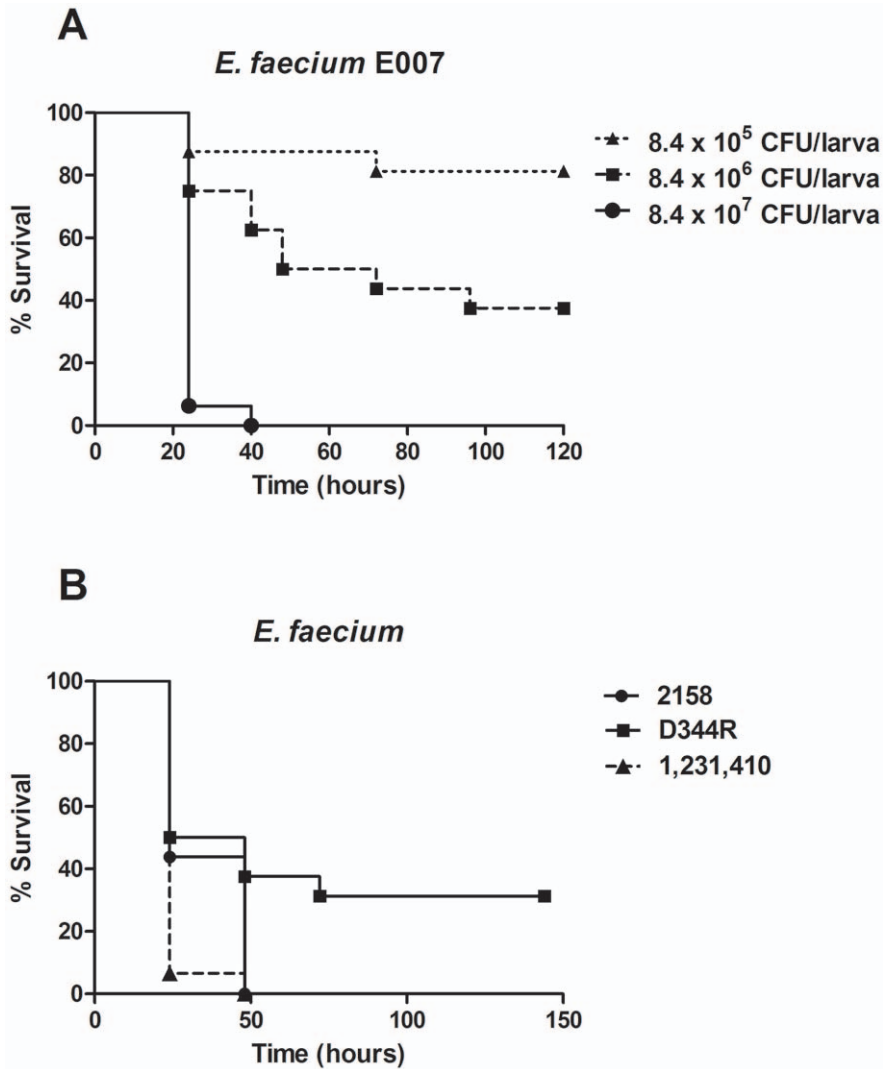 A
E. faecium E007
100
80
60
40
20
0
% Survival
0 20 40 60 80 100 120
Time (hours)
8.4 x 10⁵ CFU/larva
8.4 x 10⁶ CFU/larva
8.4 x 10⁷ CFU/larva
B
E. faecium
100
80
60
40
20
0
% Survival
0 50 100 150
Time (hours)
2158
D344R
1,231,410